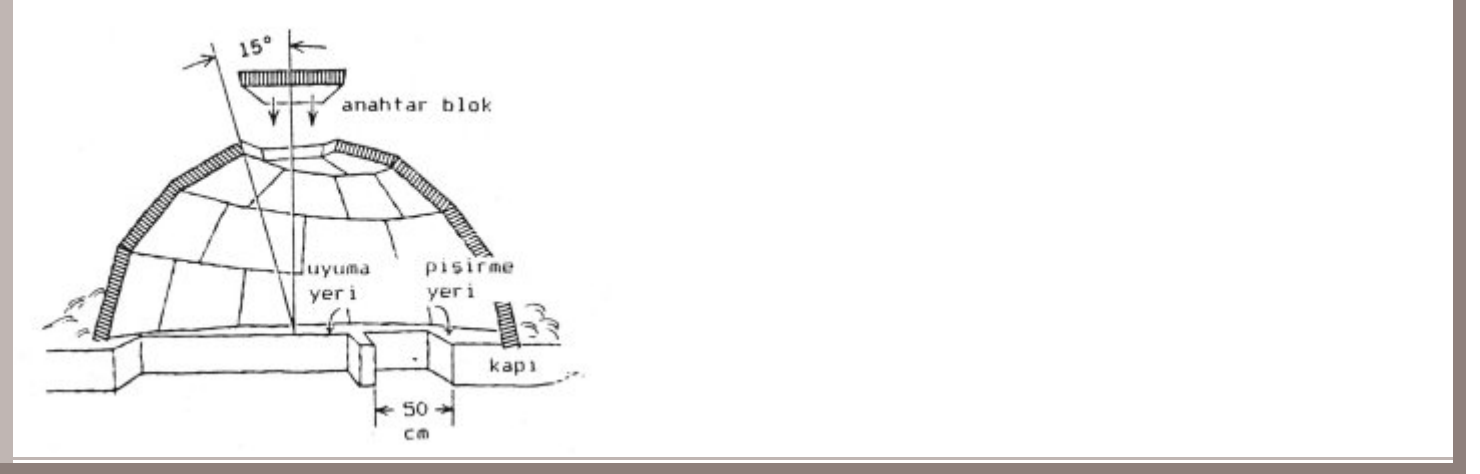 15°
anahtar blok
uyuma
yeri
pişirme
yeri
kapı
50
cm